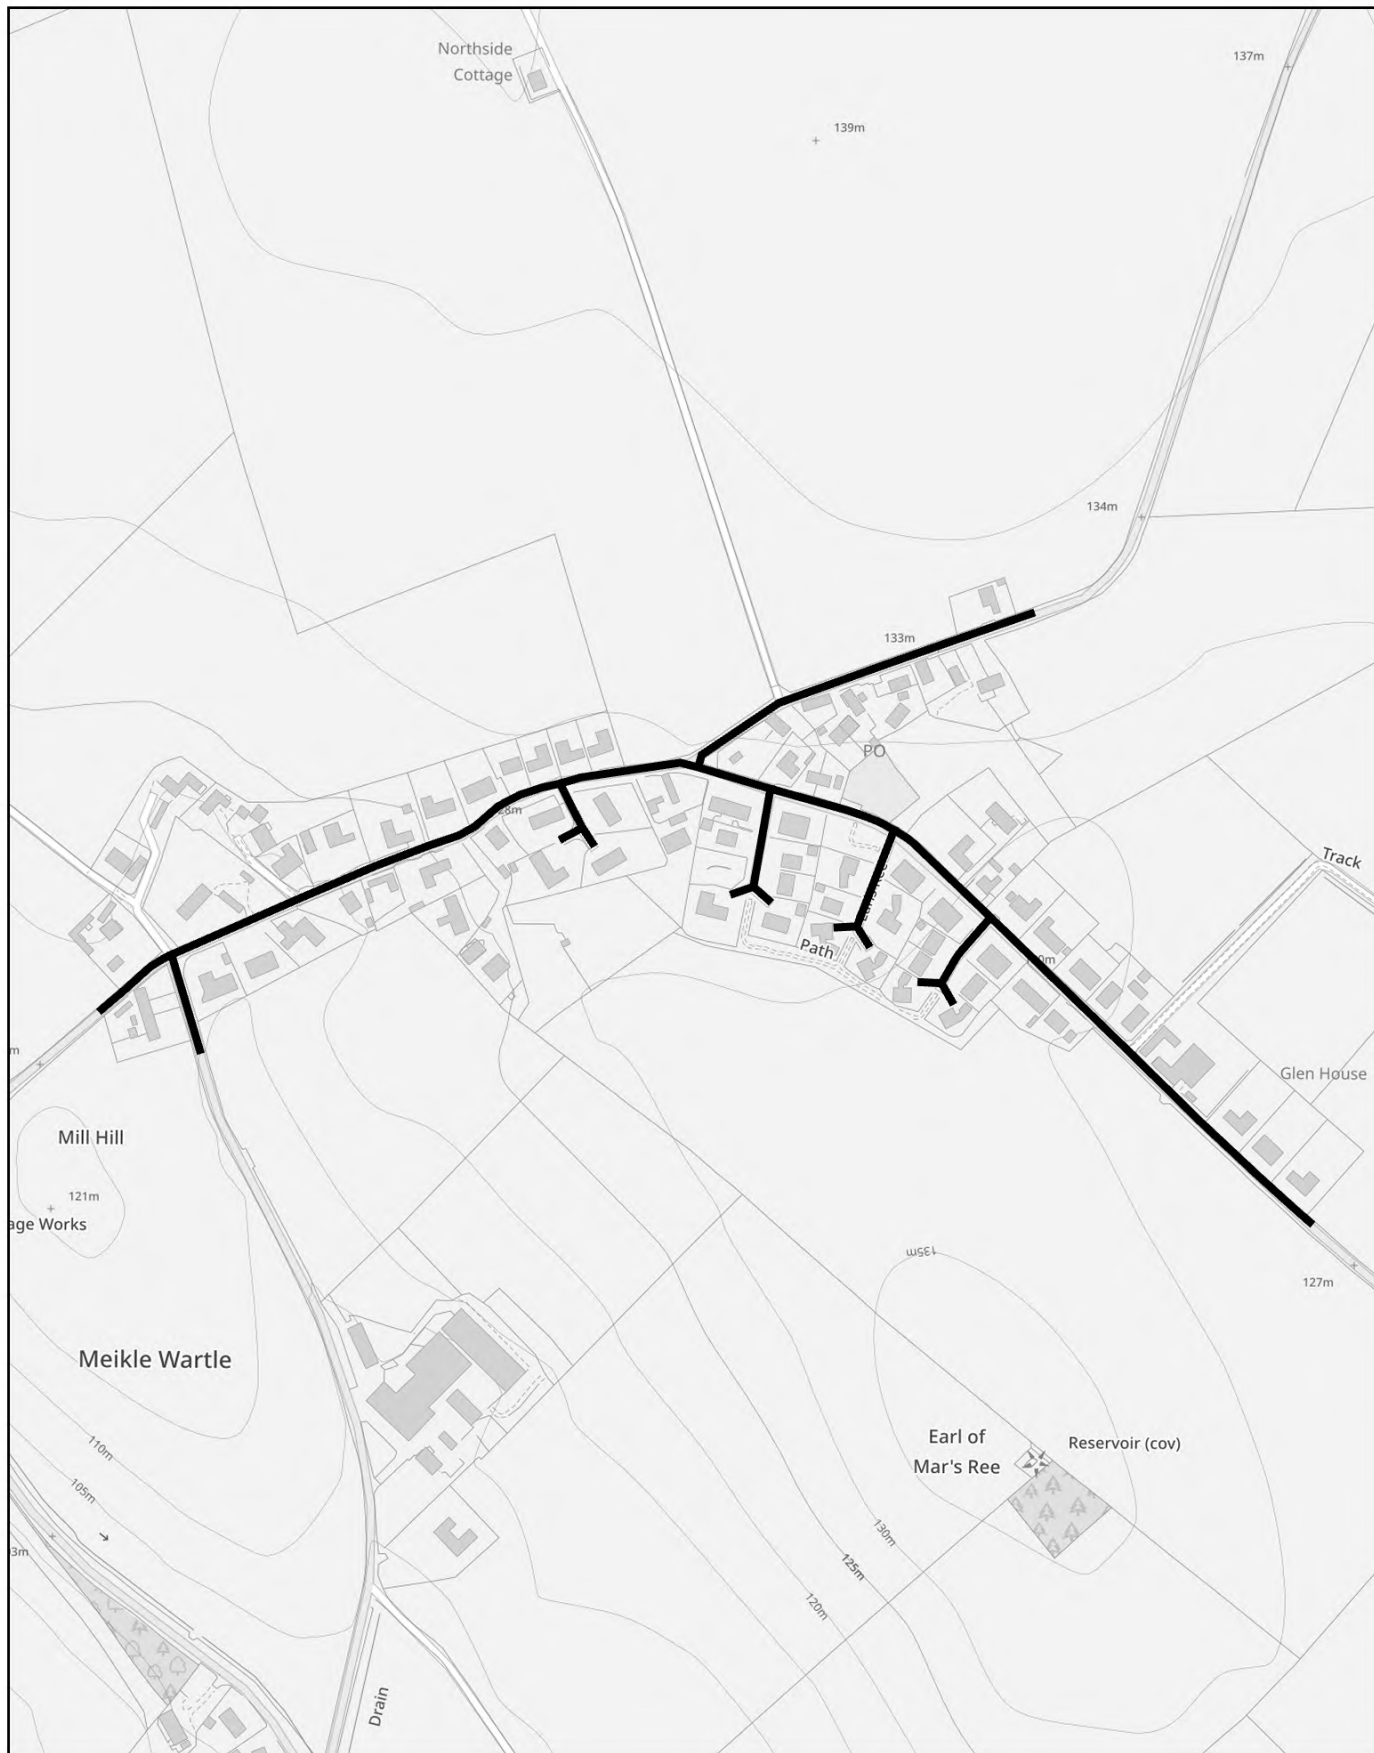 Northside
Cottage
137m
139m
134m
133m
PO
Track
Path
Glen House
Mill Hill
121m
age Works
135m
127m
Meikle Wartle
Earl of
Mar's Ree
Reservoir (cov)
110m
105m
130m
125m
120m
Drain